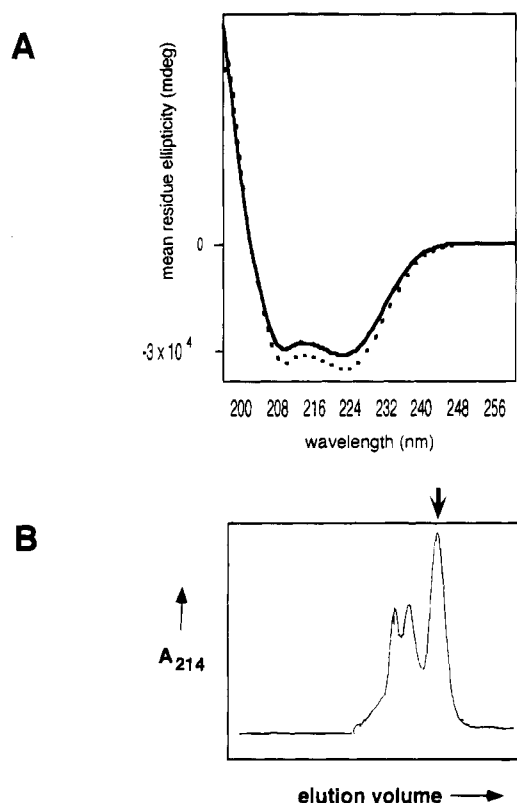 A
mean residue ellipticity (mdeg)
0
-3 x 10 4
200 208 216 224 232 240 248 256
wavelength (nm)
B
A 214
elution volume